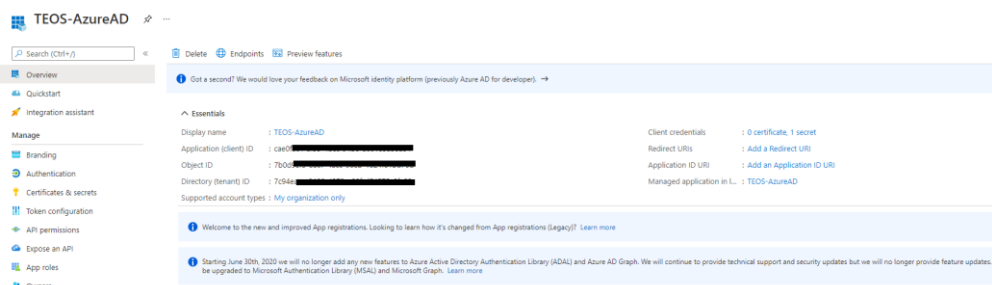 TEOS-AzureAD
Search (Ctrl+/)
Overview
Quickstart
Integration assistant
Manage
Branding
Authentication
Certificates & secrets
Token configuration
API permissions
Expose an API
App roles
Delete Endpoints Preview features
Got a second? We would love your feedback on Microsoft identity platform (previously Azure AD for developer). →
Essentials
Display name : TEOS-AzureAD
Application (client) ID : cae0
Object ID : 7b0d
Directory (tenant) ID : 7c94e
Supported account types : My organization only
Client credentials : 0 certificate, 1 secret
Redirect URIs : Add a Redirect URI
Application ID URI : Add an Application ID URI
Managed application in l... : TEOS-AzureAD
Welcome to the new and improved App registrations. Looking to learn how it's changed from App registrations (Legacy)? Learn more
Starting June 30th, 2020 we will no longer add any new features to Azure Active Directory Authentication Library (ADAL) and Azure AD Graph. We will continue to provide technical support and security updates but we will no longer provide feature updates.
be upgraded to Microsoft Authentication Library (MSAL) and Microsoft Graph. Learn more